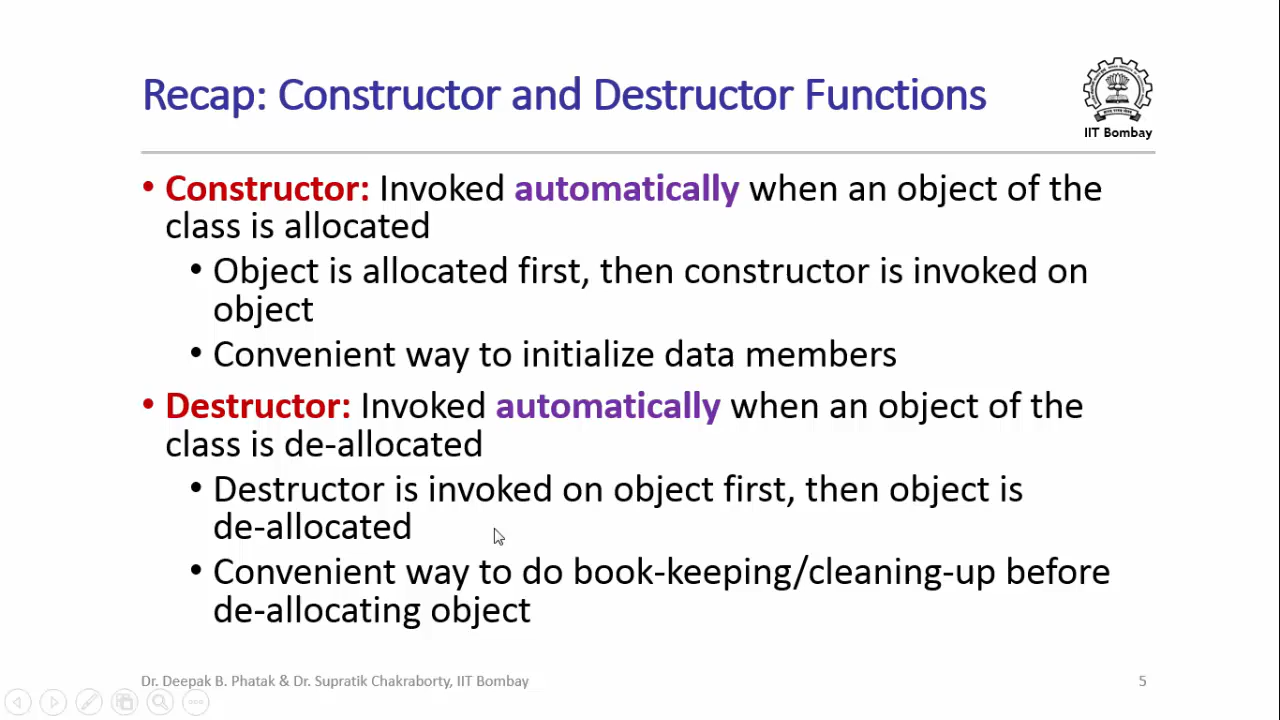 Recap: Constructor and Destructor Functions
IIT Bombay
• Constructor: Invoked automatically when an object of the
class is allocated
• Object is allocated first, then constructor is invoked on
object
• Convenient way to initialize data members
• Destructor: Invoked automatically when an object of the
class is de-allocated
• Destructor is invoked on object first, then object is
de-allocated
• Convenient way to do book-keeping/cleaning-up before
de-allocating object
Dr. Deepak B. Phatak & Dr. Supratik Chakraborty, IIT Bombay
5